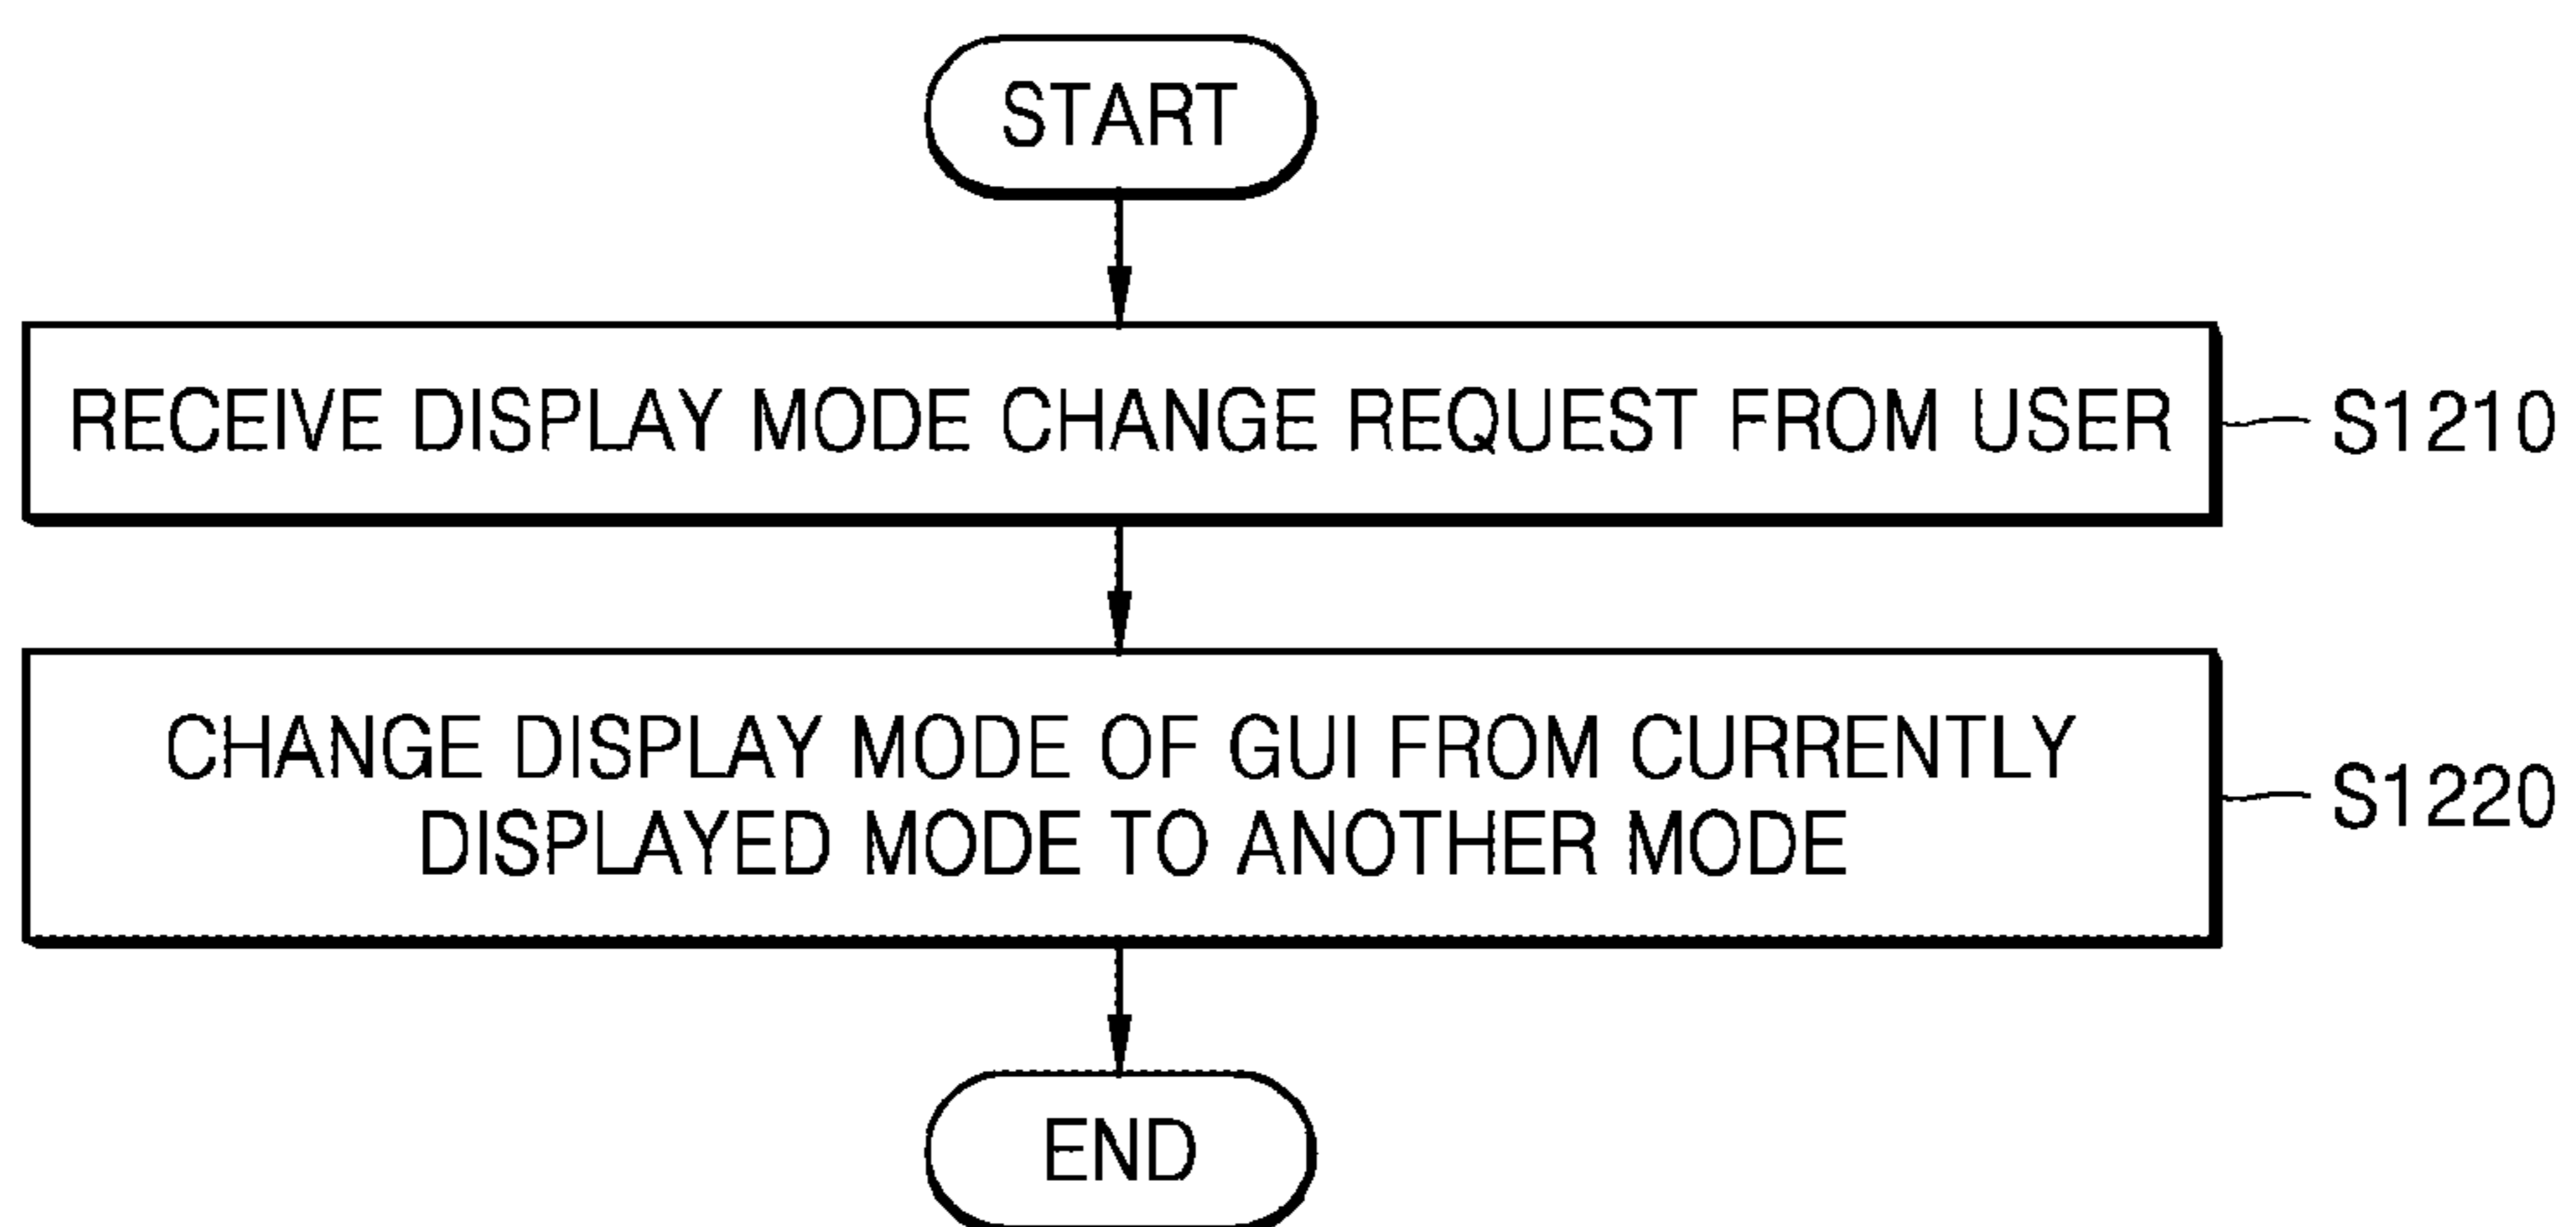 START
RECEIVE DISPLAY MODE CHANGE REQUEST FROM USER
S1210
CHANGE DISPLAY MODE OF GUI FROM CURRENTLY
DISPLAYED MODE TO ANOTHER MODE
S1220
END